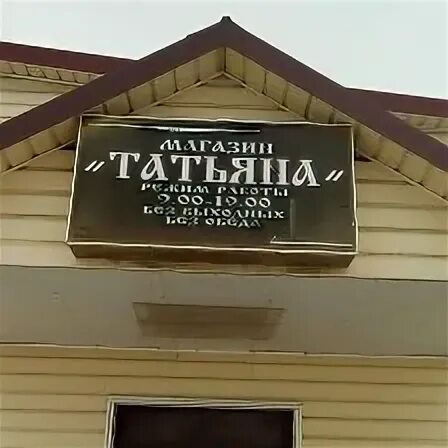 МАГАЗИН
"ТАТЬЯНА"
РЕЖИМ РАБОТЫ
9.00-19.00
БЕЗ ВЫХОДНЫХ
БЕЗ ОБЕДА